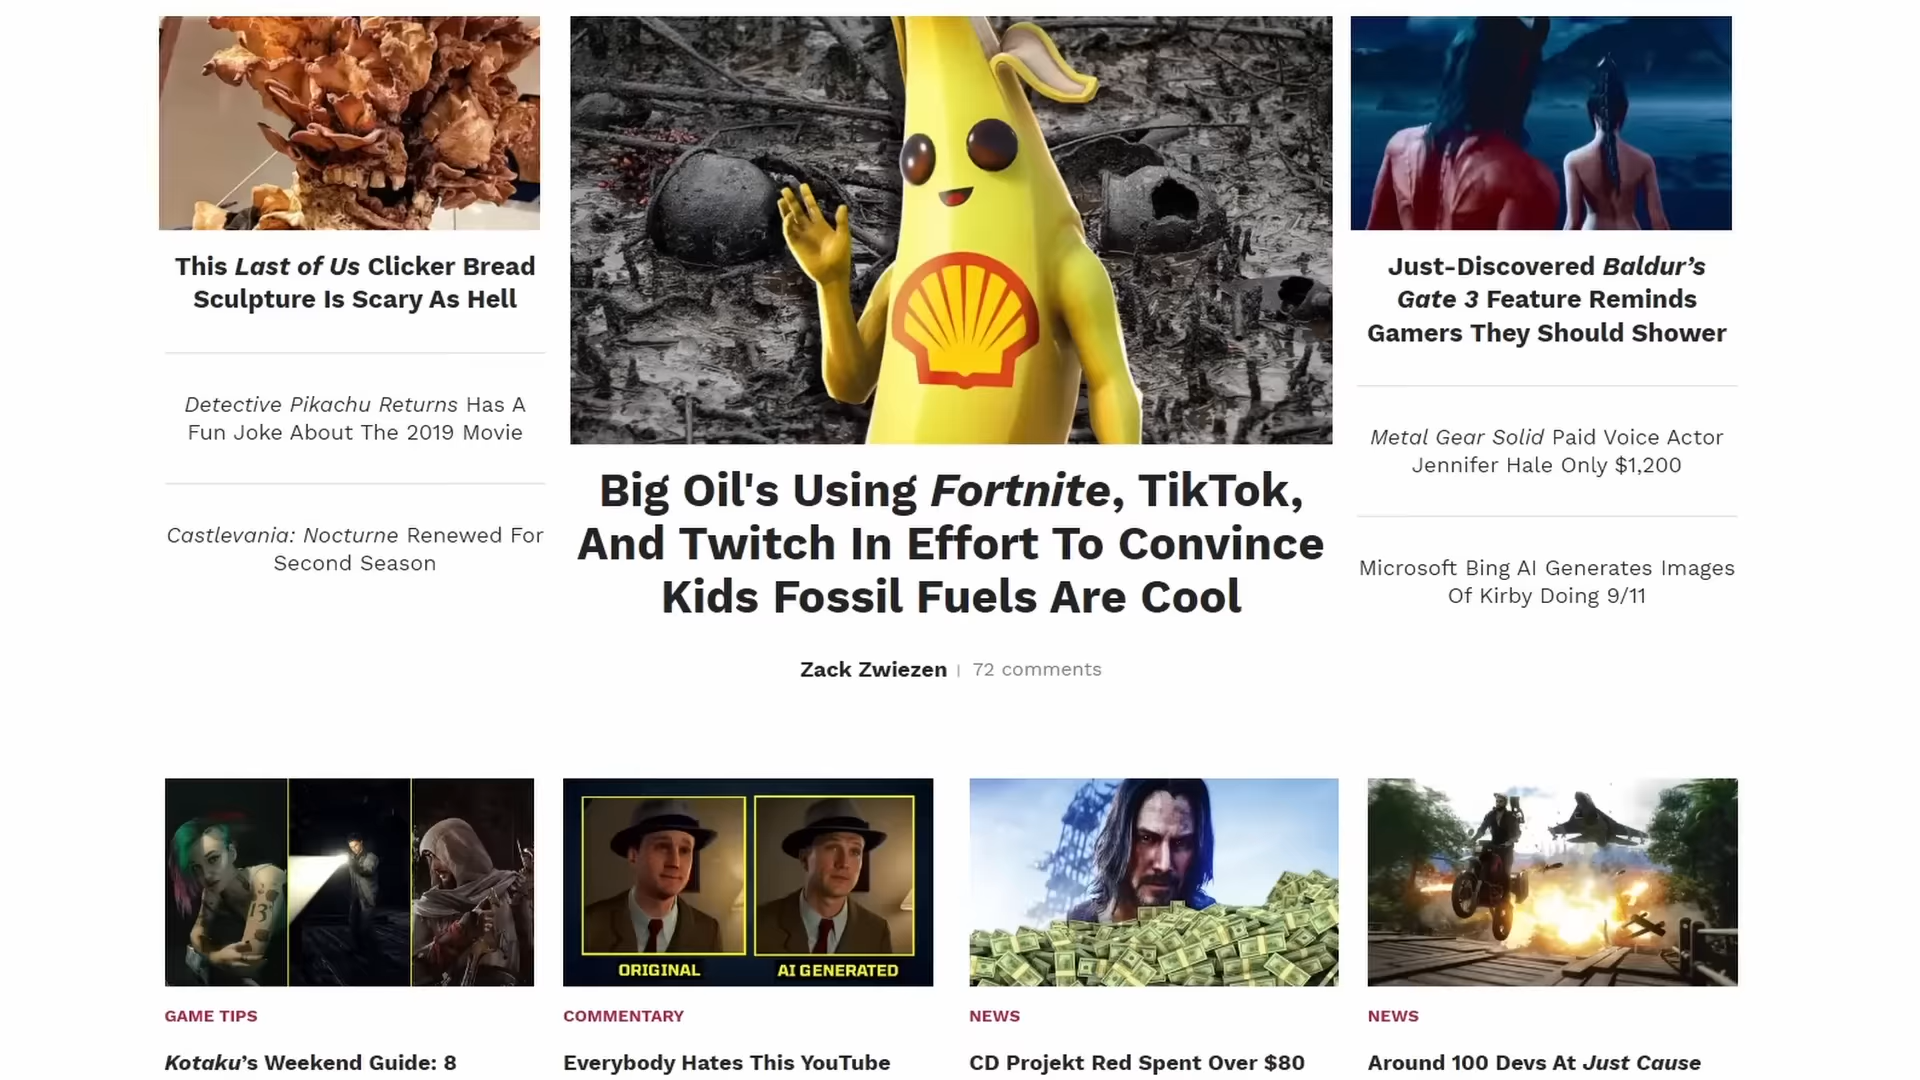 This Last of Us Clicker Bread
Sculpture Is Scary As Hell
Detective Pikachu Returns Has A
Fun Joke About The 2019 Movie
Castlevania: Nocturne Renewed For
Second Season
Big Oil's Using Fortnite, TikTok,
And Twitch In Effort To Convince
Kids Fossil Fuels Are Cool
Zack Zwiezen | 72 comments
Just-Discovered Baldur’s
Gate 3 Feature Reminds
Gamers They Should Shower
Metal Gear Solid Paid Voice Actor
Jennifer Hale Only $1,200
Microsoft Bing AI Generates Images
Of Kirby Doing 9/11
13
GAME TIPS
Kotaku’s Weekend Guide: 8
ORIGINAL
AI GENERATED
COMMENTARY
Everybody Hates This YouTube
NEWS
CD Projekt Red Spent Over $80
NEWS
Around 100 Devs At Just Cause